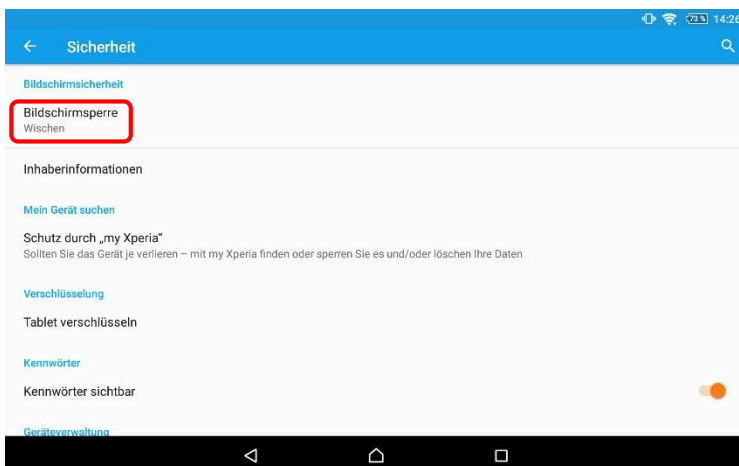 73% 14:26
Sicherheit
Bildschirmsicherheit
Bildschirmsperre
Wischen
Inhaberinformationen
Mein Gerät suchen
Schutz durch „my Xperia“
Sollten Sie das Gerät je verlieren – mit my Xperia finden oder sperren Sie es und/oder löschen Ihre Daten
Verschlüsselung
Tablet verschlüsseln
Kennwörter
Kennwörter sichtbar
Geräteverwaltung